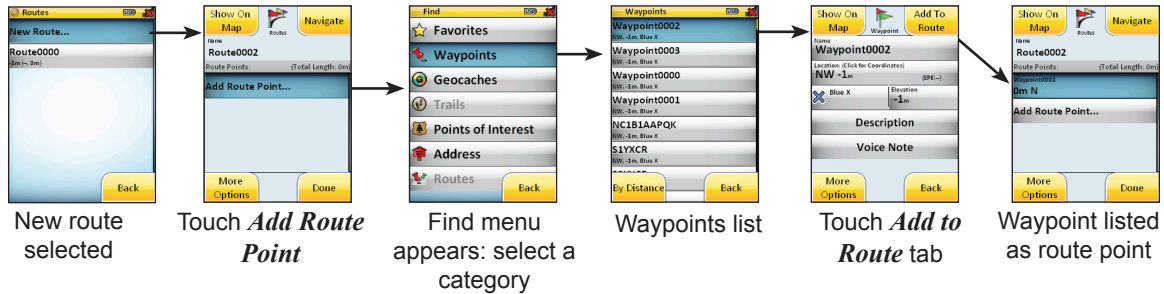 Routes
USB
New Route...
Route0000
-1m (--, 0m)
Back
New route
selected
Show On
Map
Routes
Navigate
Name
Route0002
Route Points:
(Total Length: 0m)
Add Route Point...
More
Options
Done
Touch Add Route
Point
Find
USB
Favorites
Waypoints
Geocaches
Trails
Points of Interest
Address
Routes
Back
Find menu
appears: select a
category
Waypoints
USB
Waypoint0002
NW, -1m, Blue X
Waypoint0003
NW, -1m, Blue X
Waypoint0000
NW, -1m, Blue X
Waypoint0001
NW, -1m, Blue X
NC1B1AAPQK
NW, -1m, Blue X
S1YXCR
NW, -1m, Blue X
By Distance
Back
Waypoints list
Show On
Map
Waypoint
Add To
Route
Name
Waypoint0002
Location: (Click for Coordinates)
NW -1m
(EPE:--)
Blue X
Elevation
-1m
Description
Voice Note
More
Options
Back
Touch Add to
Route tab
Show On
Map
Routes
Navigate
Name
Route0002
Route Points:
(Total Length: 0m)
Waypoint0002
0m N
Add Route Point...
More
Options
Done
Waypoint listed
as route point